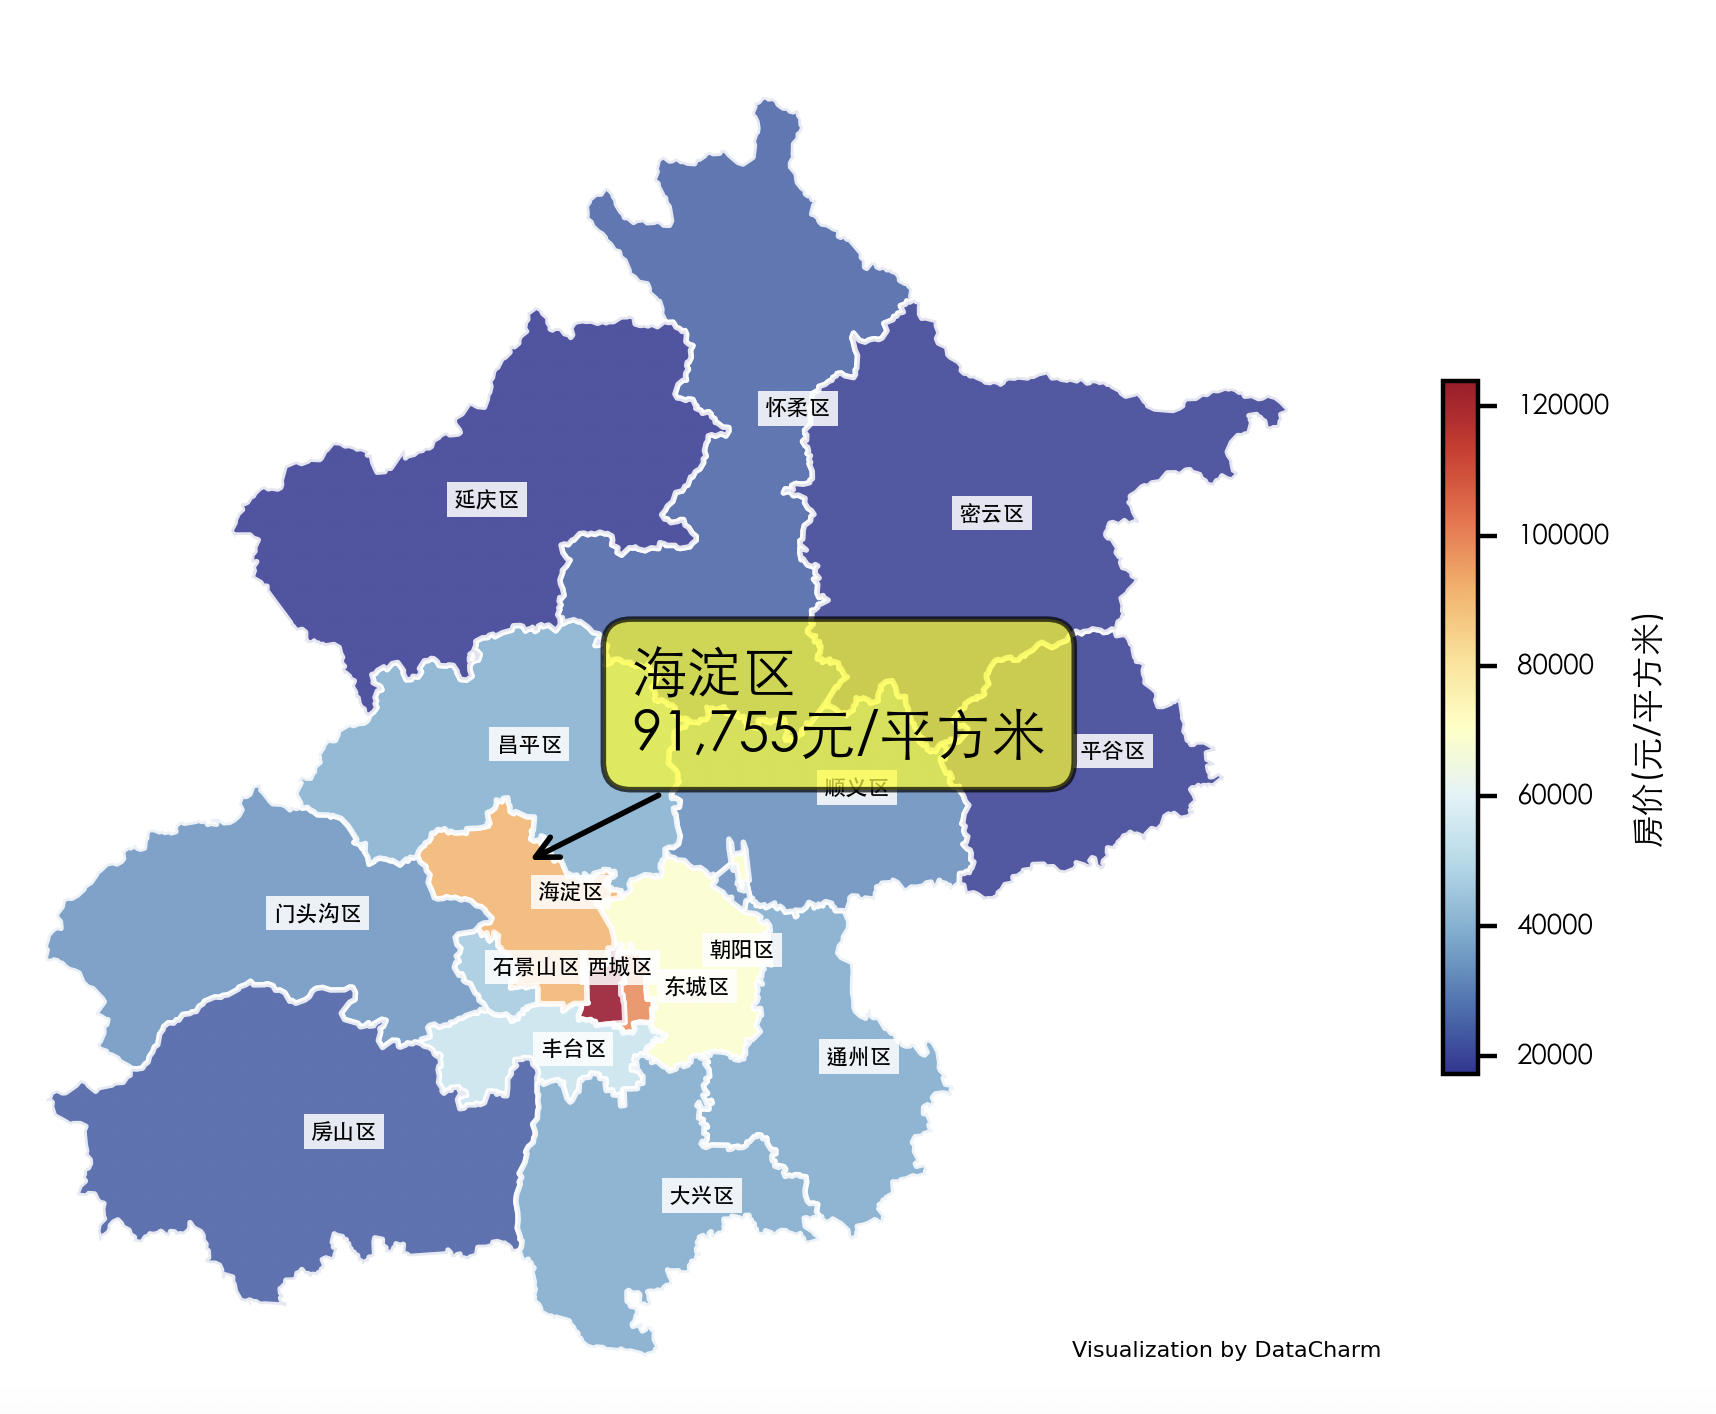 怀柔区
延庆区
密云区
海淀区
91,755元/平方米
昌平区
平谷区
顺义区
海淀区
门头沟区
朝阳区
石景山区
西城区
东城区
丰台区
通州区
房山区
大兴区
120000
100000
80000
60000
40000
20000
房价(元/平方米)
Visualization by DataCharm